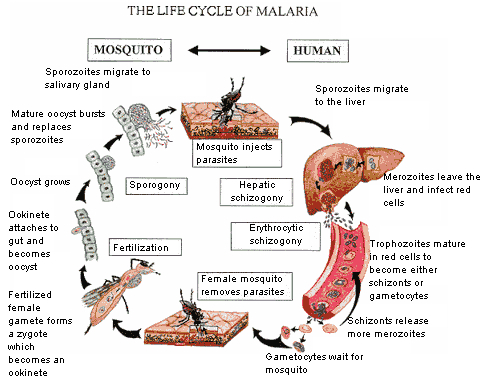 THE LIFE CYCLE OF MALARIA
MOSQUITO
HUMAN
Sporozoites migrate to
salivary gland
Sporozoites migrate
to the liver
Mature oocyst bursts
and replaces
sporozoites
Mosquito injects
parasites
Oocyst grows
Sporogony
Hepatic
schizogony
Merozoites leave the
liver and infect red
cells
Ookinete
attaches to
gut and
becomes
oocyst
Fertilization
Erythrocytic
schizogony
Trophozoites mature
in red cells to
become either
schizonts or
gametocytes
Fertilized
female
gamete forms
a zygote
which
becomes an
ookinete
Female mosquito
removes parasites
Schizonts release
more merozoites
Gametocytes wait for
mosquito